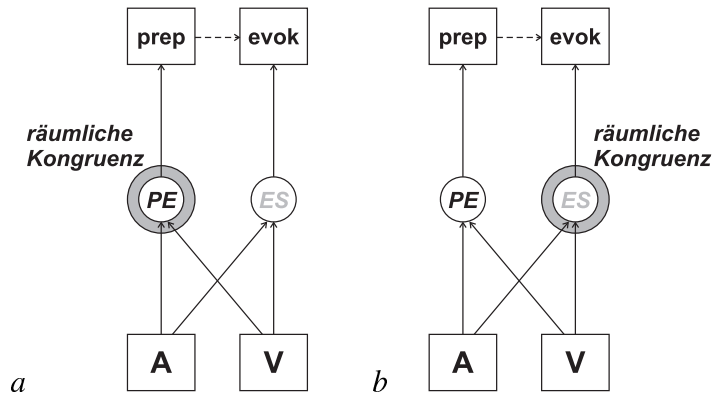 prep evok
räumliche
Kongruenz
PE ES
A V
a
prep evok
räumliche
Kongruenz
PE ES
A V
b